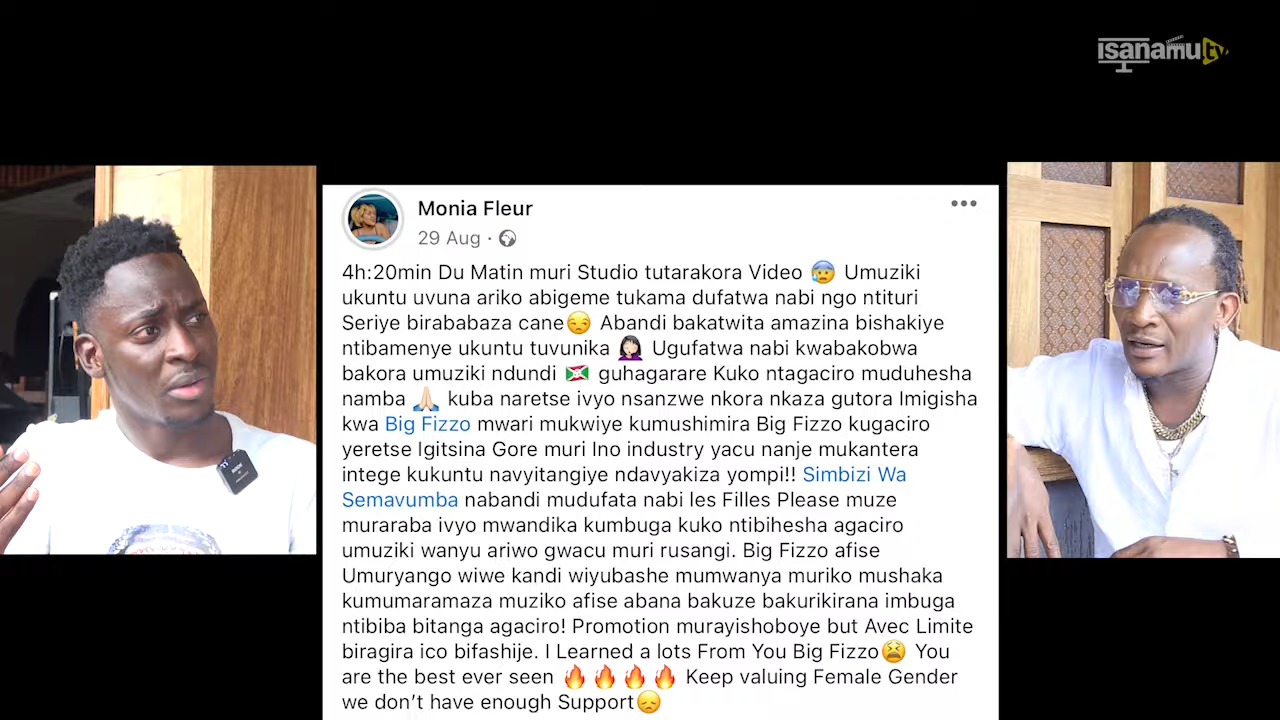 isanamu tv
Monia Fleur
29 Aug ·
4h:20min Du Matin muri Studio tutarakora Video 😰 Umuziki
ukuntu uvuna ariko abigeme tukama dufatwa nabi ngo ntituri
Seriye birababaza cane😒 Abandi bakatwita amazina bishakiye
ntibamenye ukuntu tuvunika 🤦🏻‍♀️ Ugufatwa nabi kwabakobwa
bakora umuziki ndundi 🇧🇮 guhagarare Kuko ntagaciro muduhesha
namba 🙏🏻 kuba naretse ivyo nsanzwe nkora nkaza gutora Imigisha
kwa Big Fizzo mwari mukwiye kumushimira Big Fizzo kugaciro
yeretse Igitsina Gore muri Ino industry yacu nanje mukantera
intege kukuntu navyitangiye ndavyakiza yompi!! Simbizi Wa
Semavumba nabandi mudufata nabi les Filles Please muze
muraraba ivyo mwandika kumbuga kuko ntibihesha agaciro
umuziki wanyu ariwo gwacu muri rusangi. Big Fizzo afise
Umuryango wiwe kandi wiyubashe mumwanya muriko mushaka
kumumaramaza muziko afise abana bakuze bakurikirana imbuga
ntibiba bitanga agaciro! Promotion murayishoboye but Avec Limite
biragira ico bifashije. I Learned a lots From You Big Fizzo😫 You
are the best ever seen 🔥🔥🔥🔥 Keep valuing Female Gender
we don’t have enough Support😞